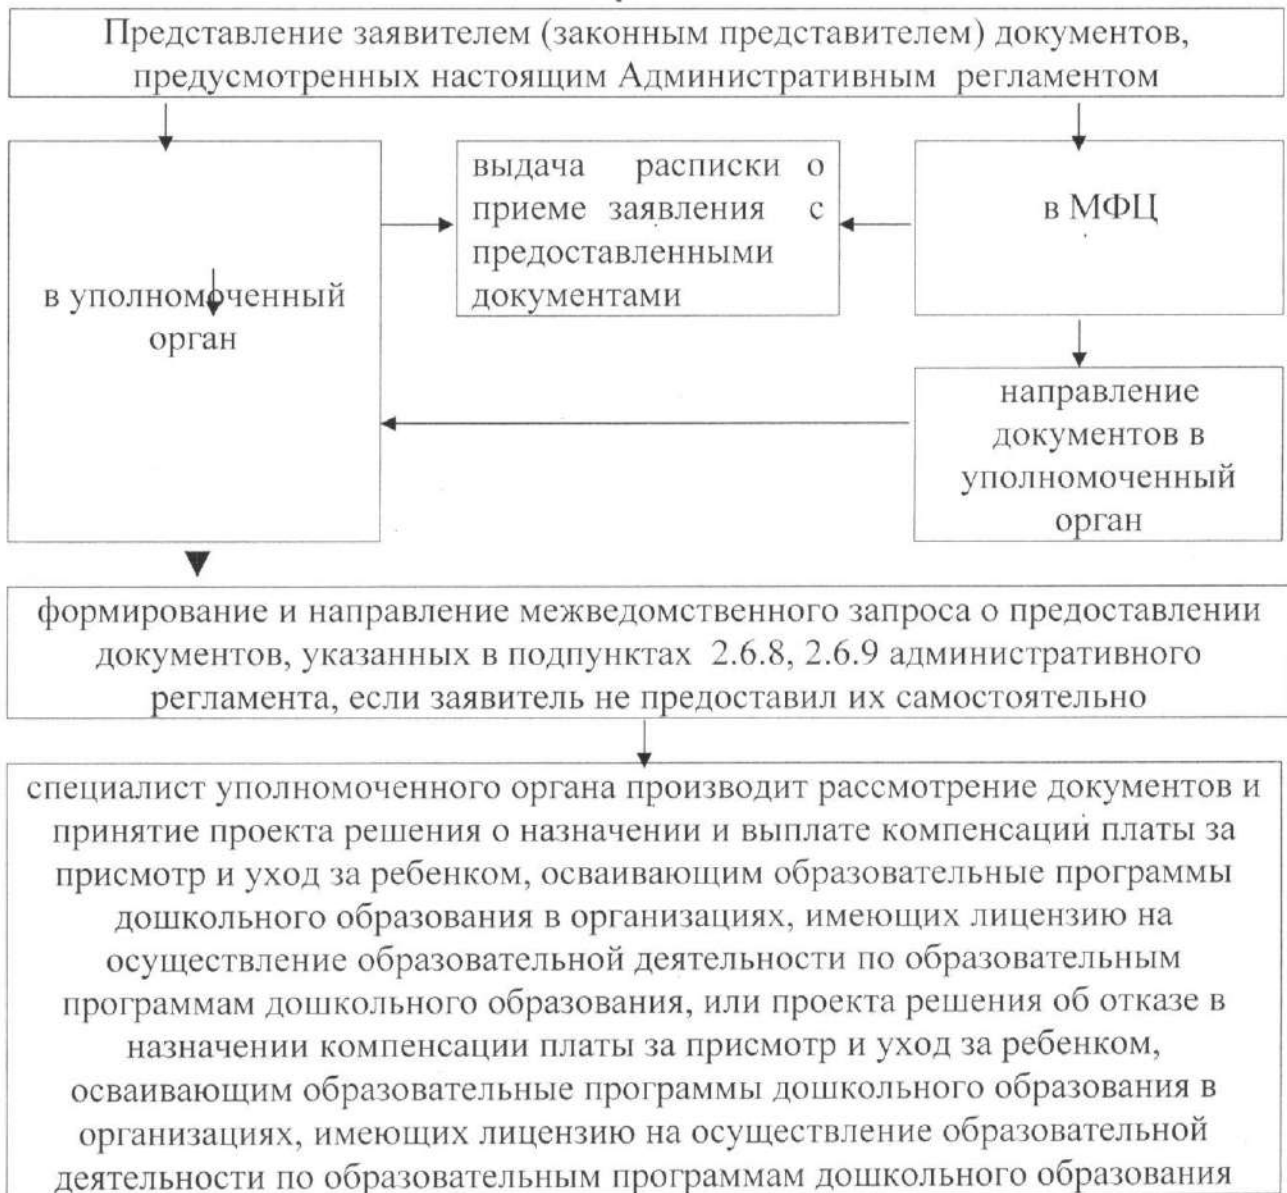 Представление заявителем (законным представителем) документов,
предусмотренных настоящим Административным регламентом
в уполномоченный
орган
выдача расписки о
приеме заявления с
предоставленными
документами
в МФЦ
направление
документов в
уполномоченный
орган
формирование и направление межведомственного запроса о предоставлении
документов, указанных в подпунктах 2.6.8, 2.6.9 административного
регламента, если заявитель не предоставил их самостоятельно
специалист уполномоченного органа производит рассмотрение документов и
принятие проекта решения о назначении и выплате компенсации платы за
присмотр и уход за ребенком, осваивающим образовательные программы
дошкольного образования в организациях, имеющих лицензию на
осуществление образовательной деятельности по образовательным
программам дошкольного образования, или проекта решения об отказе в
назначении компенсации платы за присмотр и уход за ребенком,
осваивающим образовательные программы дошкольного образования в
организациях, имеющих лицензию на осуществление образовательной
деятельности по образовательным программам дошкольного образования